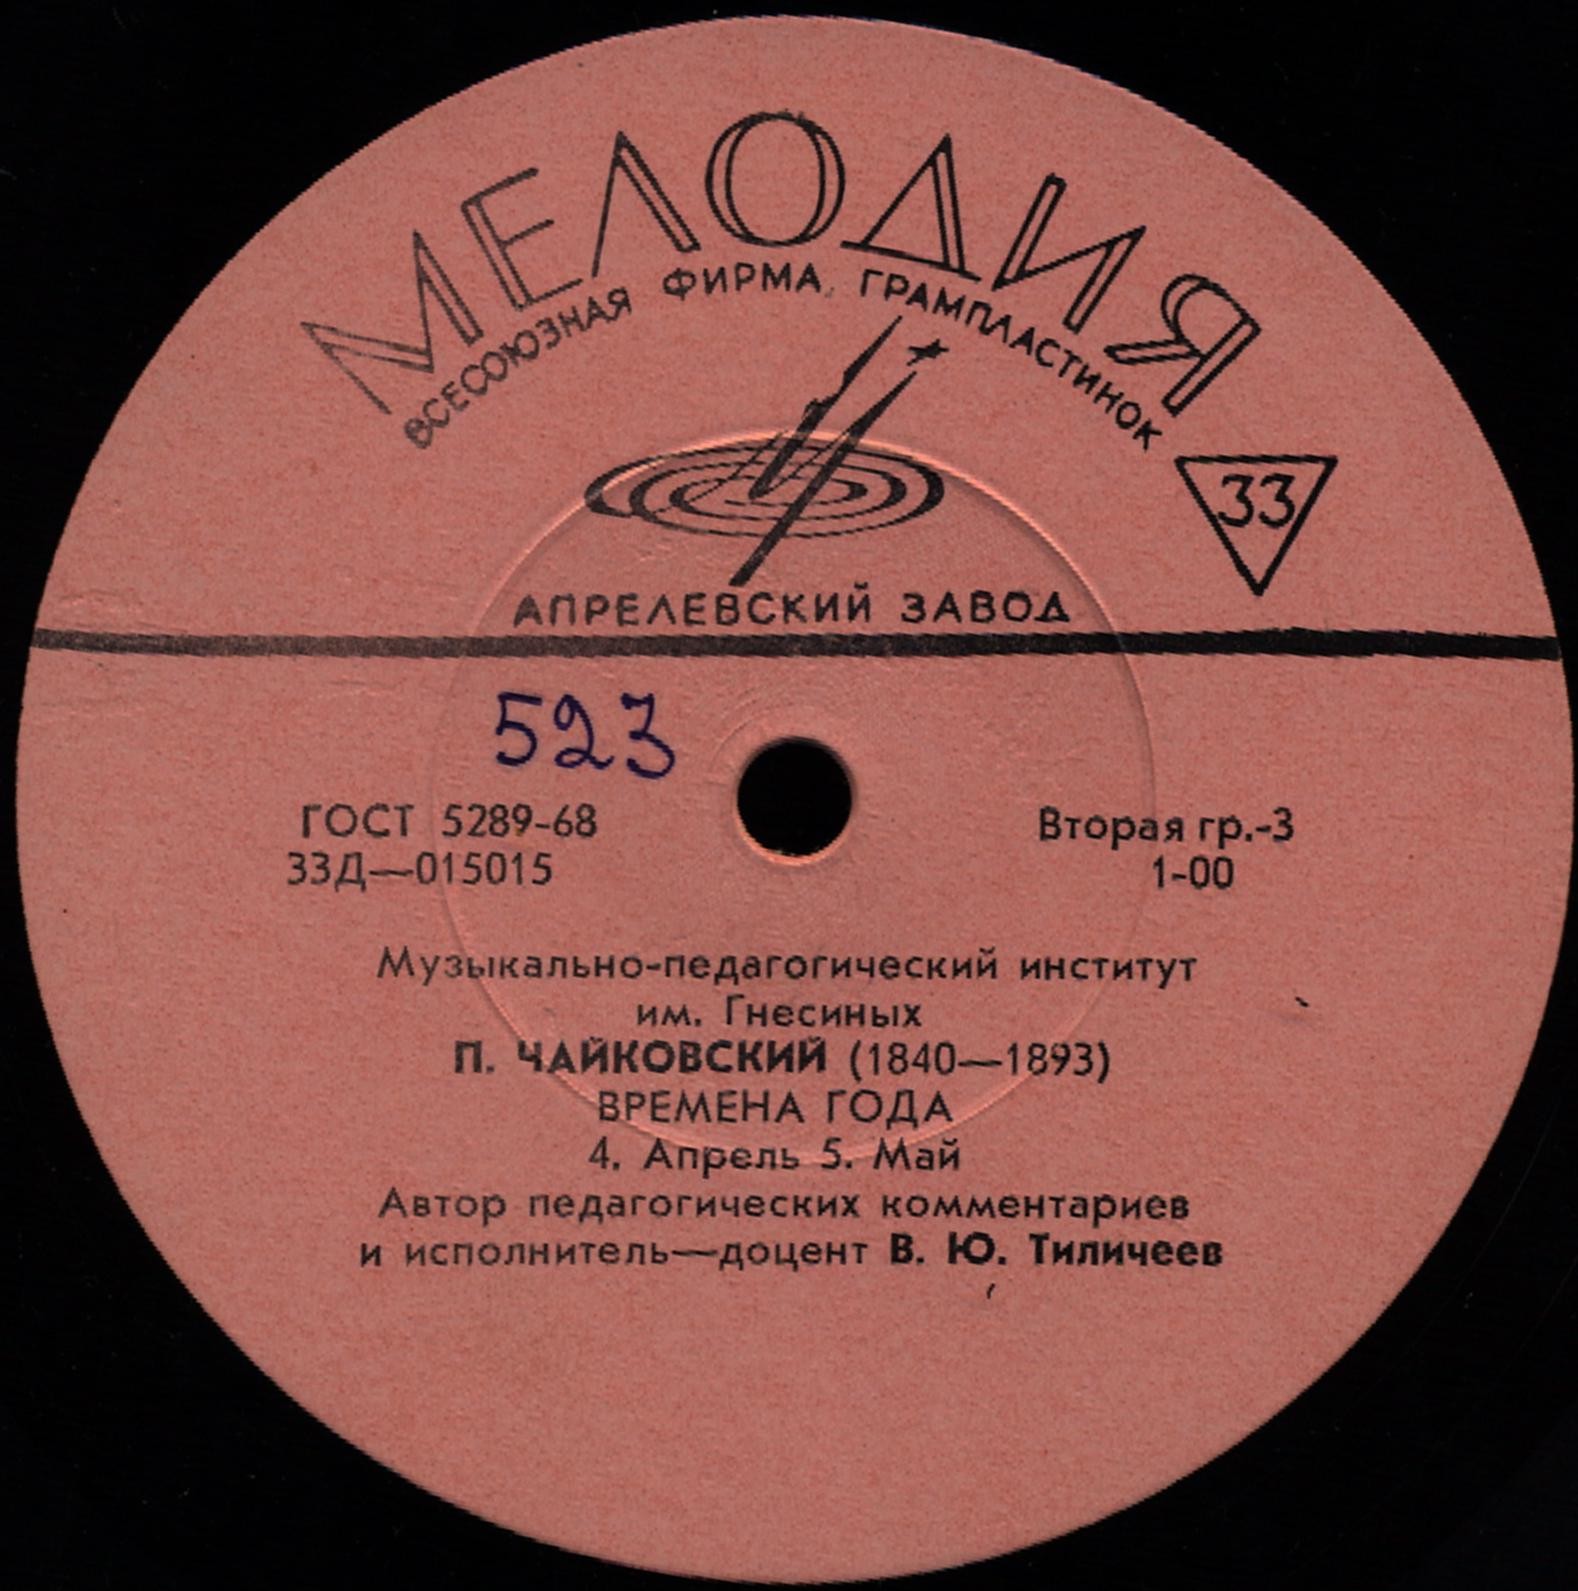 МЕЛОДИЯ
ВСЕСОЮЗНАЯ ФИРМА ГРАМПЛАСТИНОК
33
АПРЕЛЕВСКИЙ ЗАВОД
523
ГОСТ 5289-68
33Д—015015
Вторая гр.-3
1-00
Музыкально-педагогический институт
им. Гнесиных
П. ЧАЙКОВСКИЙ (1840—1893)
ВРЕМЕНА ГОДА
4. Апрель 5. Май
Автор педагогических комментариев
и исполнитель—доцент В. Ю. Тиличеев